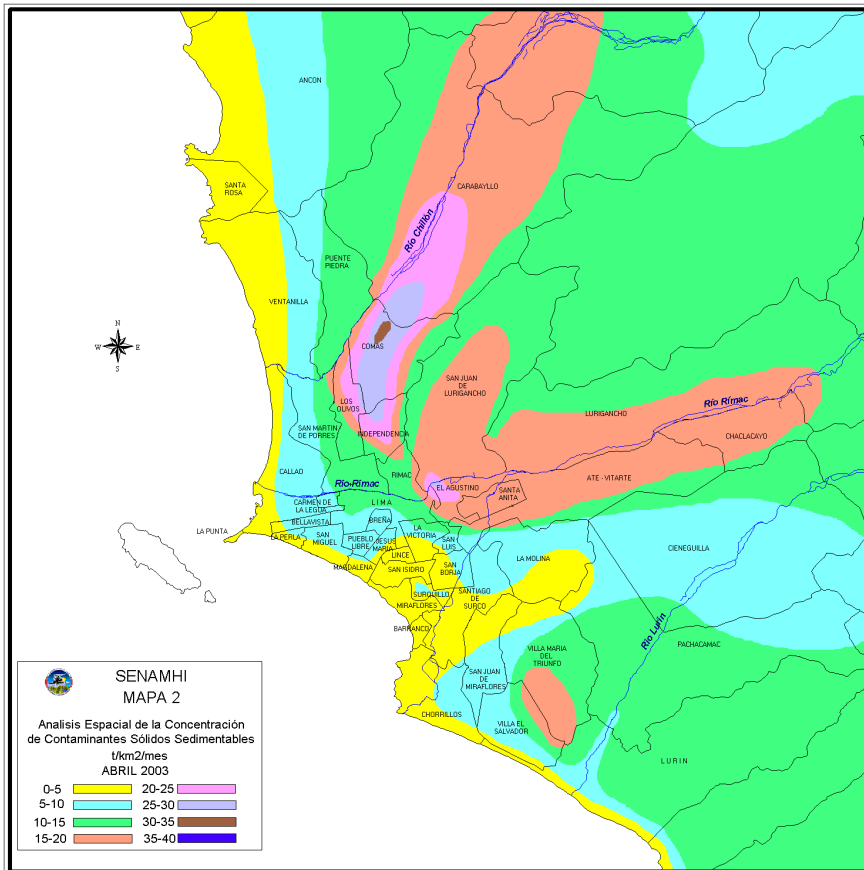 ANCON
SANTA
ROSA
CARABAYLLO
Río Chillón
PUENTE
PIEDRA
VENTANILLA
N
W
E
S
COMAS
SAN JUAN
DE
LURIGANCHO
LOS
OLIVOS
LURIGANCHO
Río Rímac
SAN MARTIN
DE PORRES
INDEPENDENCIA
CHACLACAYO
CALLAO
RIMAC
ATE - VITARTE
Rio Rímac
EL AGUSTINO
SANTA
ANITA
CARMEN DE
LA LEGUA
LIMA
LA PUNTA
BELLAVISTA
BREÑA
LA
VICTORIA
LA PERLA
SAN
MIGUEL
PUEBLO
LIBRE
JESUS
MARIA
SAN
LUIS
CIENEGUILLA
LINCE
LA MOLINA
MAGDALENA
SAN ISIDRO
SAN
BORJA
SURQUILLO
SANTIAGO
DE
SURCO
MIRAFLORES
BARRANCO
Río Lurín
PACHACAMAC
VILLA MARIA
DEL
TRIUNFO
SAN JUAN
DE
MIRAFLORES
CHORRILLOS
VILLA EL
SALVADOR
LURIN
SENAMHI
MAPA 2
Analisis Espacial de la Concentración
de Contaminantes Sólidos Sedimentables
t/km2/mes
ABRIL 2003
0-5 20-25
5-10 25-30
10-15 30-35
15-20 35-40